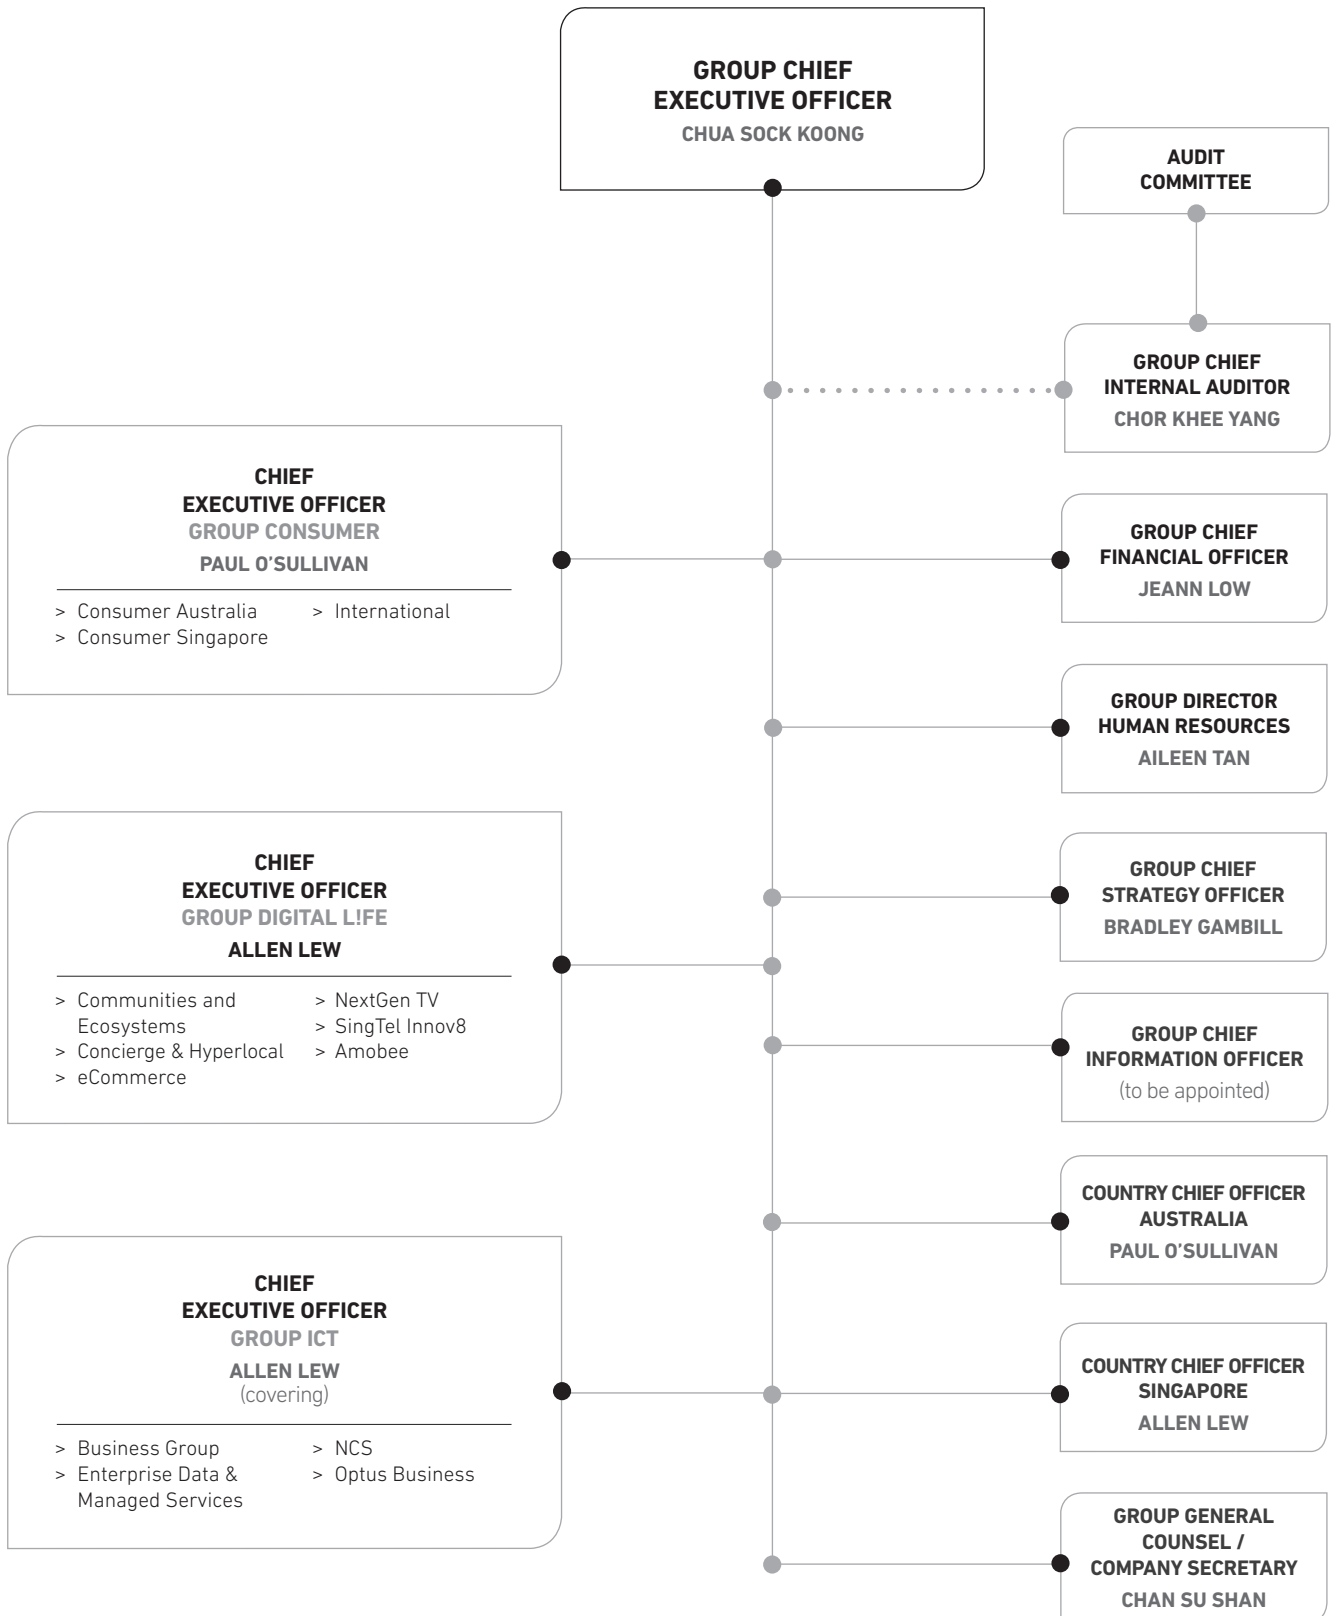 GROUP CHIEF
EXECUTIVE OFFICER
CHUA SOCK KOONG
AUDIT
COMMITTEE
GROUP CHIEF
INTERNAL AUDITOR
CHOR KHEE YANG
CHIEF
EXECUTIVE OFFICER
GROUP CONSUMER
PAUL O'SULLIVAN
> Consumer Australia
> Consumer Singapore
> International
GROUP CHIEF
FINANCIAL OFFICER
JEANN LOW
GROUP DIRECTOR
HUMAN RESOURCES
AILEEN TAN
CHIEF
EXECUTIVE OFFICER
GROUP DIGITAL L!FE
ALLEN LEW
> Communities and
Ecosystems
> Concierge & Hyperlocal
> eCommerce
> NextGen TV
> SingTel Innov8
> Amobee
GROUP CHIEF
STRATEGY OFFICER
BRADLEY GAMBILL
GROUP CHIEF
INFORMATION OFFICER
(to be appointed)
COUNTRY CHIEF OFFICER
AUSTRALIA
PAUL O'SULLIVAN
CHIEF
EXECUTIVE OFFICER
GROUP ICT
ALLEN LEW
(covering)
> Business Group
> Enterprise Data &
Managed Services
> NCS
> Optus Business
COUNTRY CHIEF OFFICER
SINGAPORE
ALLEN LEW
GROUP GENERAL
COUNSEL /
COMPANY SECRETARY
CHAN SU SHAN